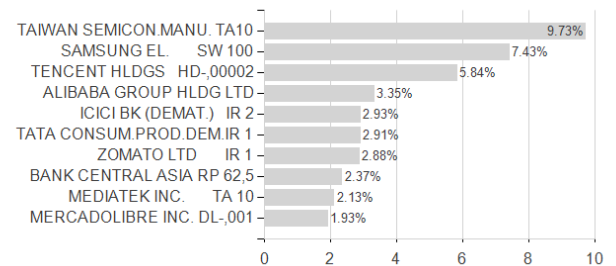 TAIWAN SEMICON.MANU. TA10 9.73%
SAMSUNG EL. SW 100 7.43%
TENCENT HLDGS HD-,00002 5.84%
ALIBABA GROUP HLDG LTD 3.35%
ICICI BK (DEMAT.) IR 2 2.93%
TATA CONSUM.PROD.DEM.IR 1 2.91%
ZOMATO LTD IR 1 2.88%
BANK CENTRAL ASIA RP 62,5 2.37%
MEDIATEK INC. TA 10 2.13%
MERCADOLIBRE INC. DL-,001 1.93%
0 2 4 6 8 10